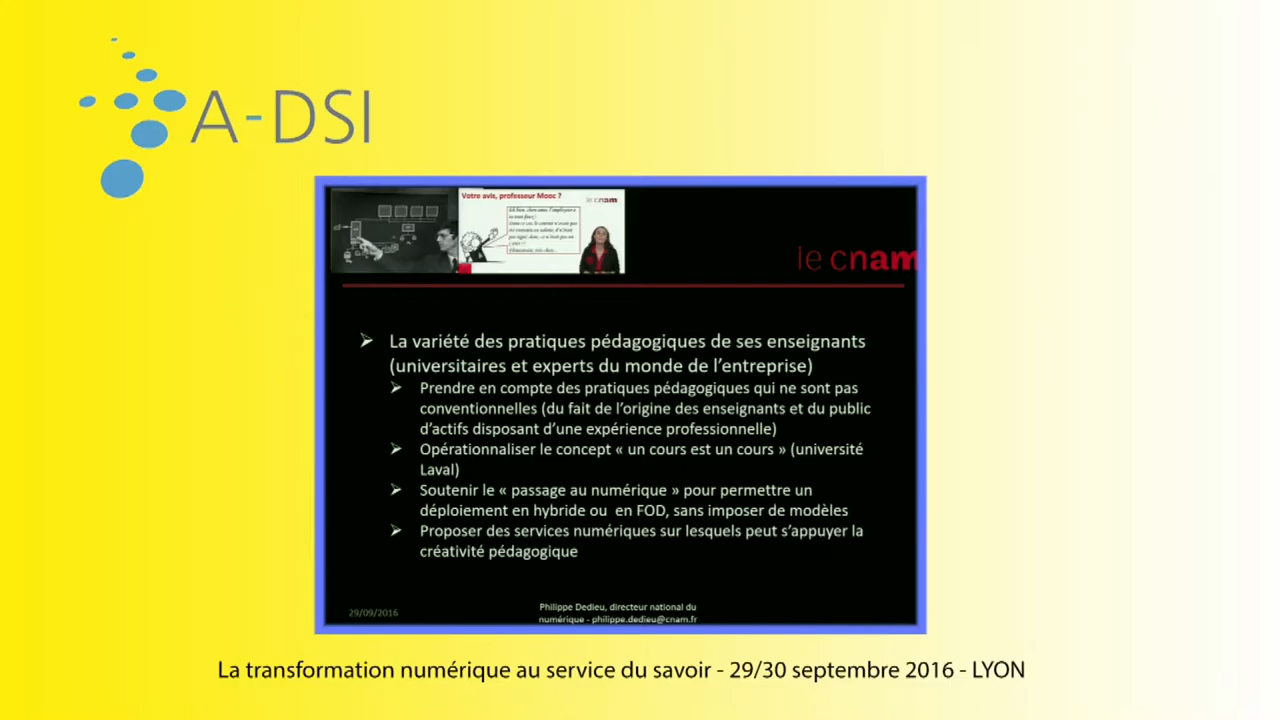 A-DSI
Votre avis, professeur Mooc ?
le cnam
le cnam
➢ La variété des pratiques pédagogiques de ses enseignants
(universitaires et experts du monde de l’entreprise)
➢ Prendre en compte des pratiques pédagogiques qui ne sont pas
conventionnelles (du fait de l’origine des enseignants et du public
d’actifs disposant d’une expérience professionnelle)
➢ Opérationnaliser le concept « un cours est un cours » (université
Laval)
➢ Soutenir le « passage au numérique » pour permettre un
déploiement en hybride ou en FOD, sans imposer de modèles
➢ Proposer des services numériques sur lesquels peut s’appuyer la
créativité pédagogique
29/09/2016
Philippe Dedieu, directeur national du
numérique - philippe.dedieu@cnam.fr
La transformation numérique au service du savoir - 29/30 septembre 2016 - LYON